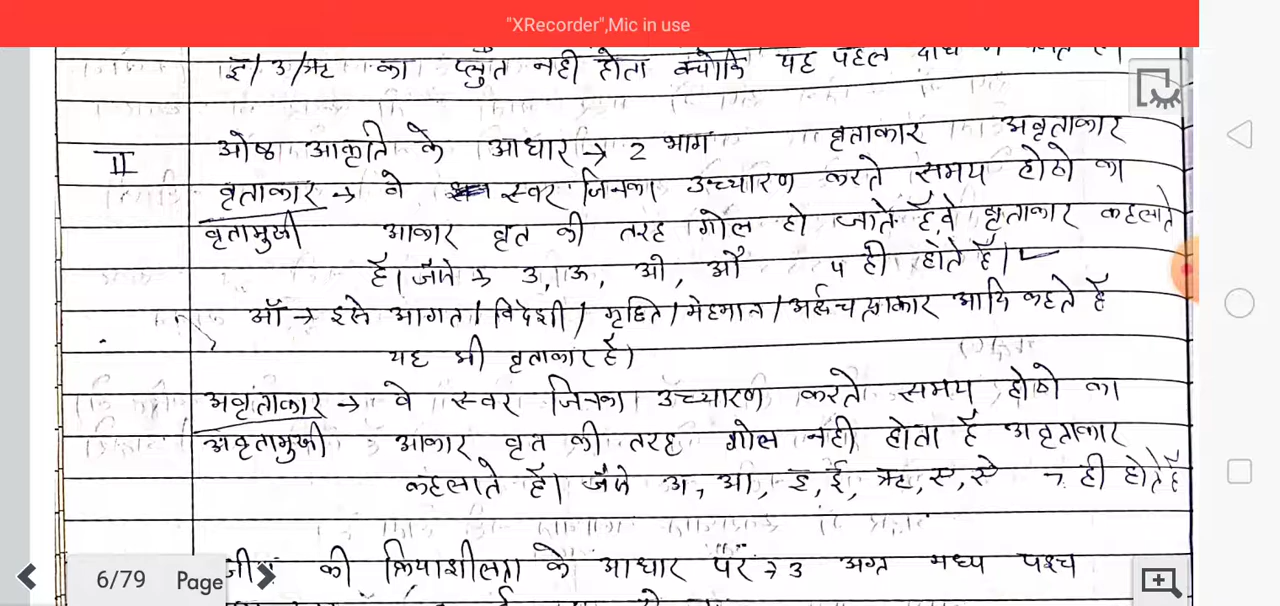 "XRecorder",Mic in use
इ/उ/ऋ का प्लुत नही होता क्योकि यह पहले
II ओष्ठ आकृति के आधार → 2 भाग वृताकार अवृताकार
वृताकार → वे स्वर जिनका उच्चारण करते समय होठो का
वृतामुखी आकार वृत की तरह गोल हो जाते हैं, वे वृताकार कहलाते
है। जैसे → उ, ऊ, ओ, औ 4 ही होते हैं।
ऑ → इसे आगत / विदेशी / गृहित / मेहमान / अर्द्धचन्द्राकार आदि कहते हैं
यह भी वृताकार है)
अवृताकार → वे स्वर जिनका उच्चारण करते समय होठो का
अवृतामुखी आकार वृत की तरह गोल नही होता है अवृताकार
कहलाते हैं। जैसे अ, आ, इ, ई, ऋ, ए, ऐ 7 ही होते हैं
की क्रियाशीलता के आधार पर → 3 अग्र मध्य पश्च
6/79 Page